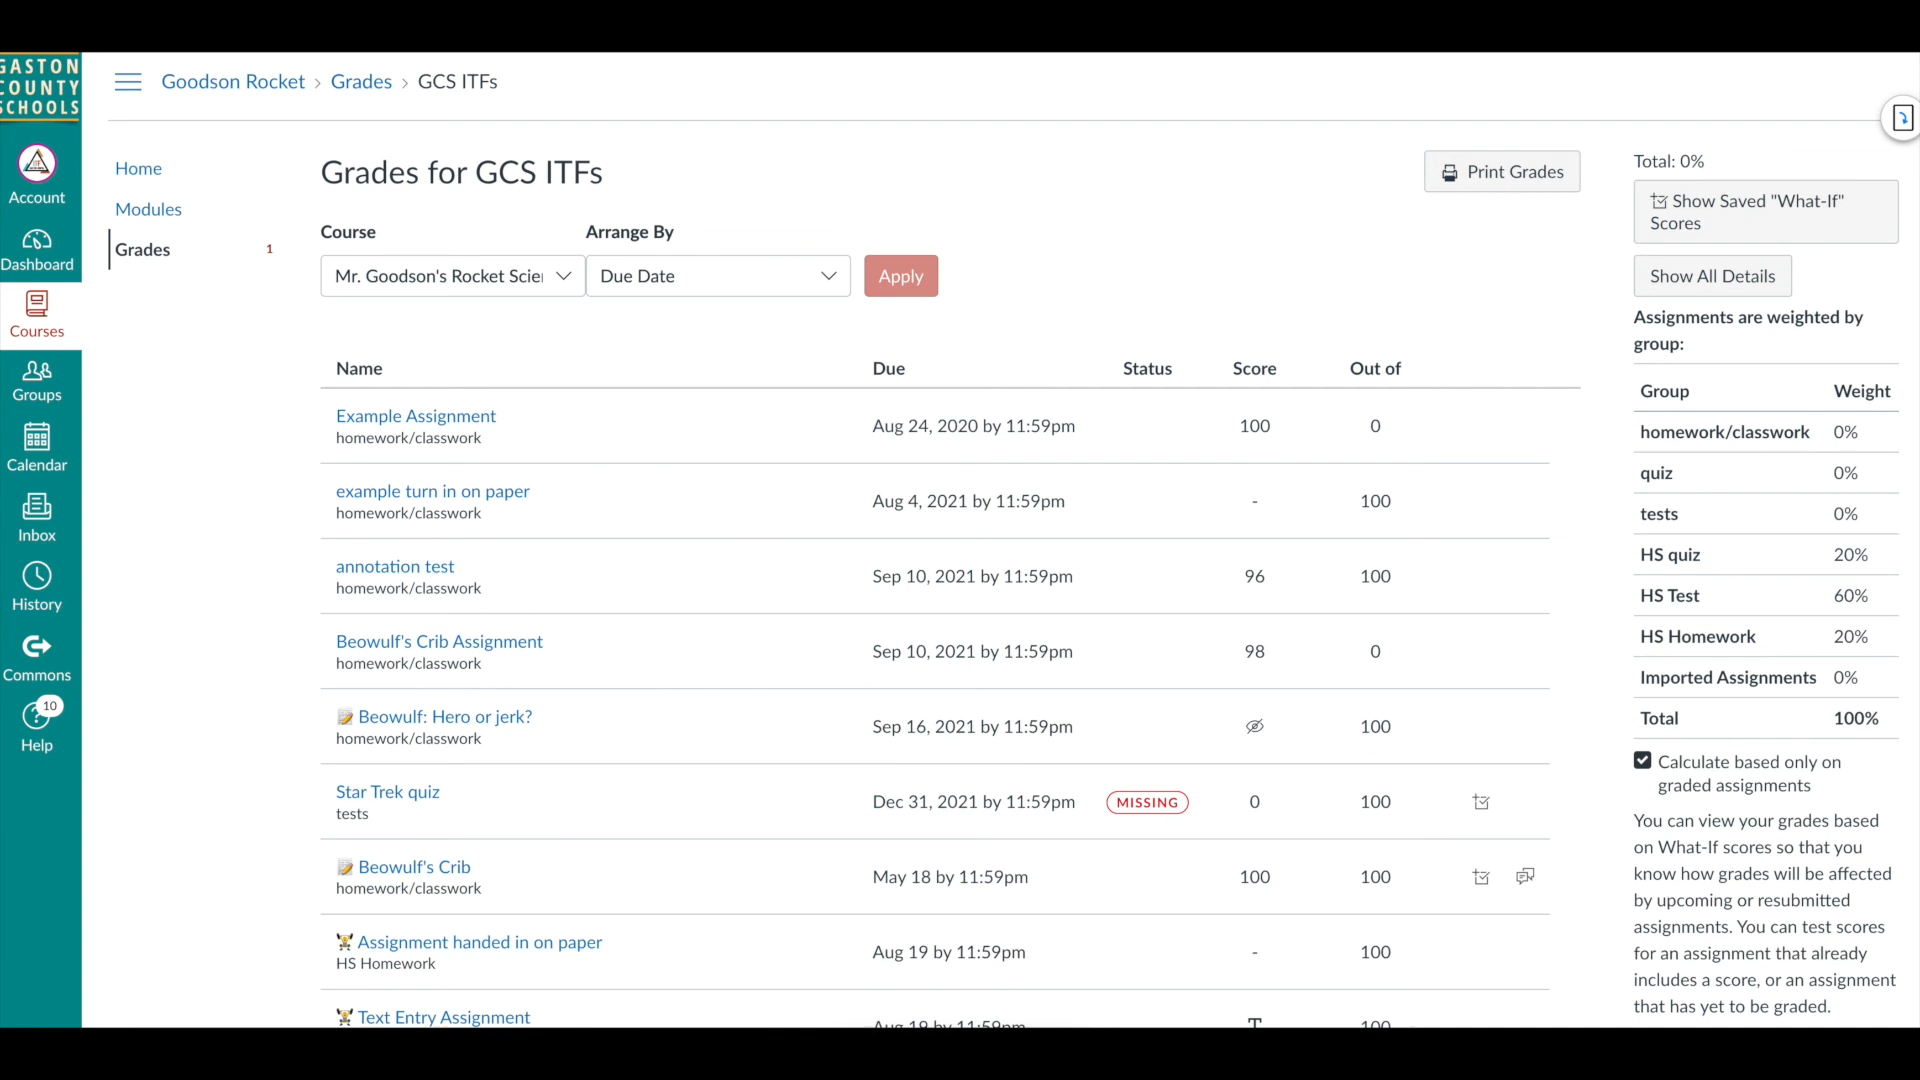 GASTON
COUNTY
SCHOOLS
Goodson Rocket > Grades > GCS ITFs
Account
Dashboard
Courses
Groups
Calendar
Inbox
History
Commons
10
Help
Home
Modules
Grades 1
Grades for GCS ITFs
Print Grades
Course Arrange By
Mr. Goodson's Rocket Scie Due Date Apply
Name Due Status Score Out of
Example Assignment
homework/classwork
Aug 24, 2020 by 11:59pm 100 0
example turn in on paper
homework/classwork
Aug 4, 2021 by 11:59pm - 100
annotation test
homework/classwork
Sep 10, 2021 by 11:59pm 96 100
Beowulf's Crib Assignment
homework/classwork
Sep 10, 2021 by 11:59pm 98 0
📝 Beowulf: Hero or jerk?
homework/classwork
Sep 16, 2021 by 11:59pm 100
Star Trek quiz
tests
Dec 31, 2021 by 11:59pm MISSING 0 100
📝 Beowulf's Crib
homework/classwork
May 18 by 11:59pm 100 100
Assignment handed in on paper
HS Homework
Aug 19 by 11:59pm - 100
Text Entry Assignment
Aug 19 by 11:59pm 100
Total: 0%
Show Saved "What-If"
Scores
Show All Details
Assignments are weighted by
group:
Group Weight
homework/classwork 0%
quiz 0%
tests 0%
HS quiz 20%
HS Test 60%
HS Homework 20%
Imported Assignments 0%
Total 100%
Calculate based only on
graded assignments
You can view your grades based
on What-If scores so that you
know how grades will be affected
by upcoming or resubmitted
assignments. You can test scores
for an assignment that already
includes a score, or an assignment
that has yet to be graded.